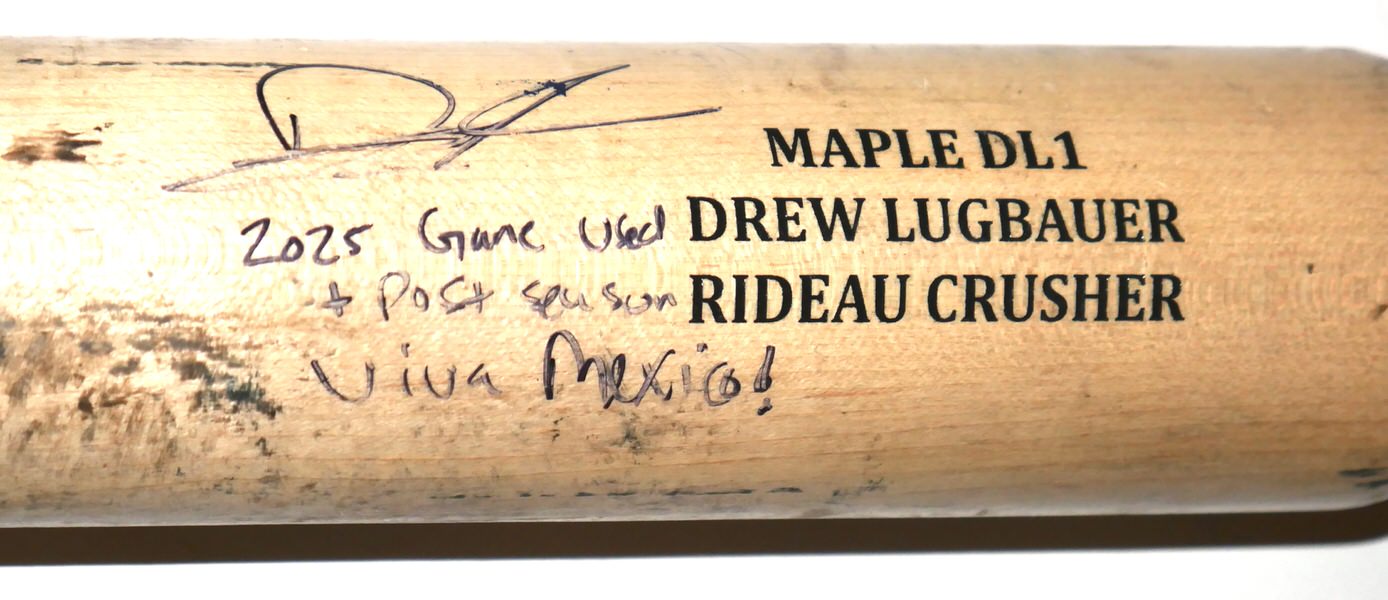 MAPLE DL1
DREW LUGBAUER
RIDEAU CRUSHER
2025 Game used
+ Post season
Viva Mexico!